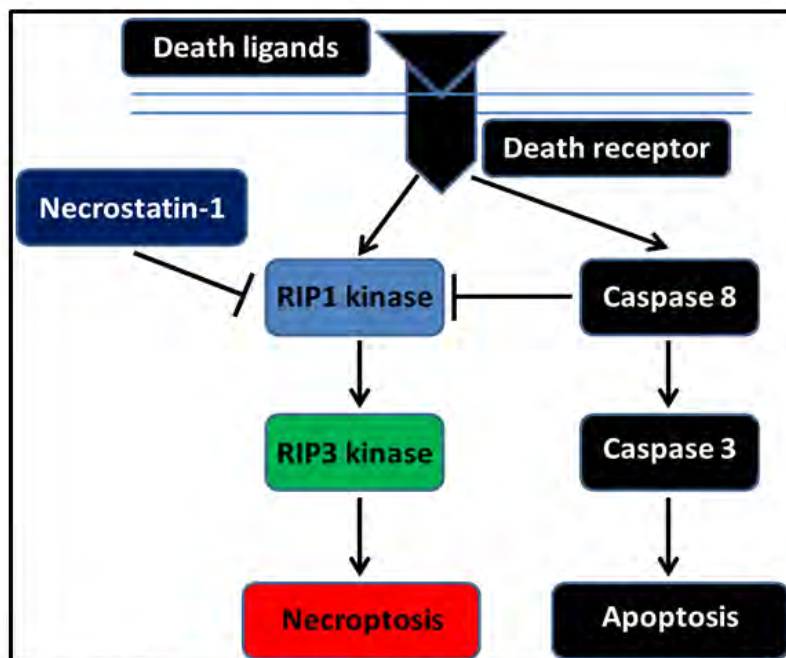 Death ligands
Death receptor
Necrostatin-1
RIP1 kinase
Caspase 8
RIP3 kinase
Caspase 3
Necroptosis
Apoptosis